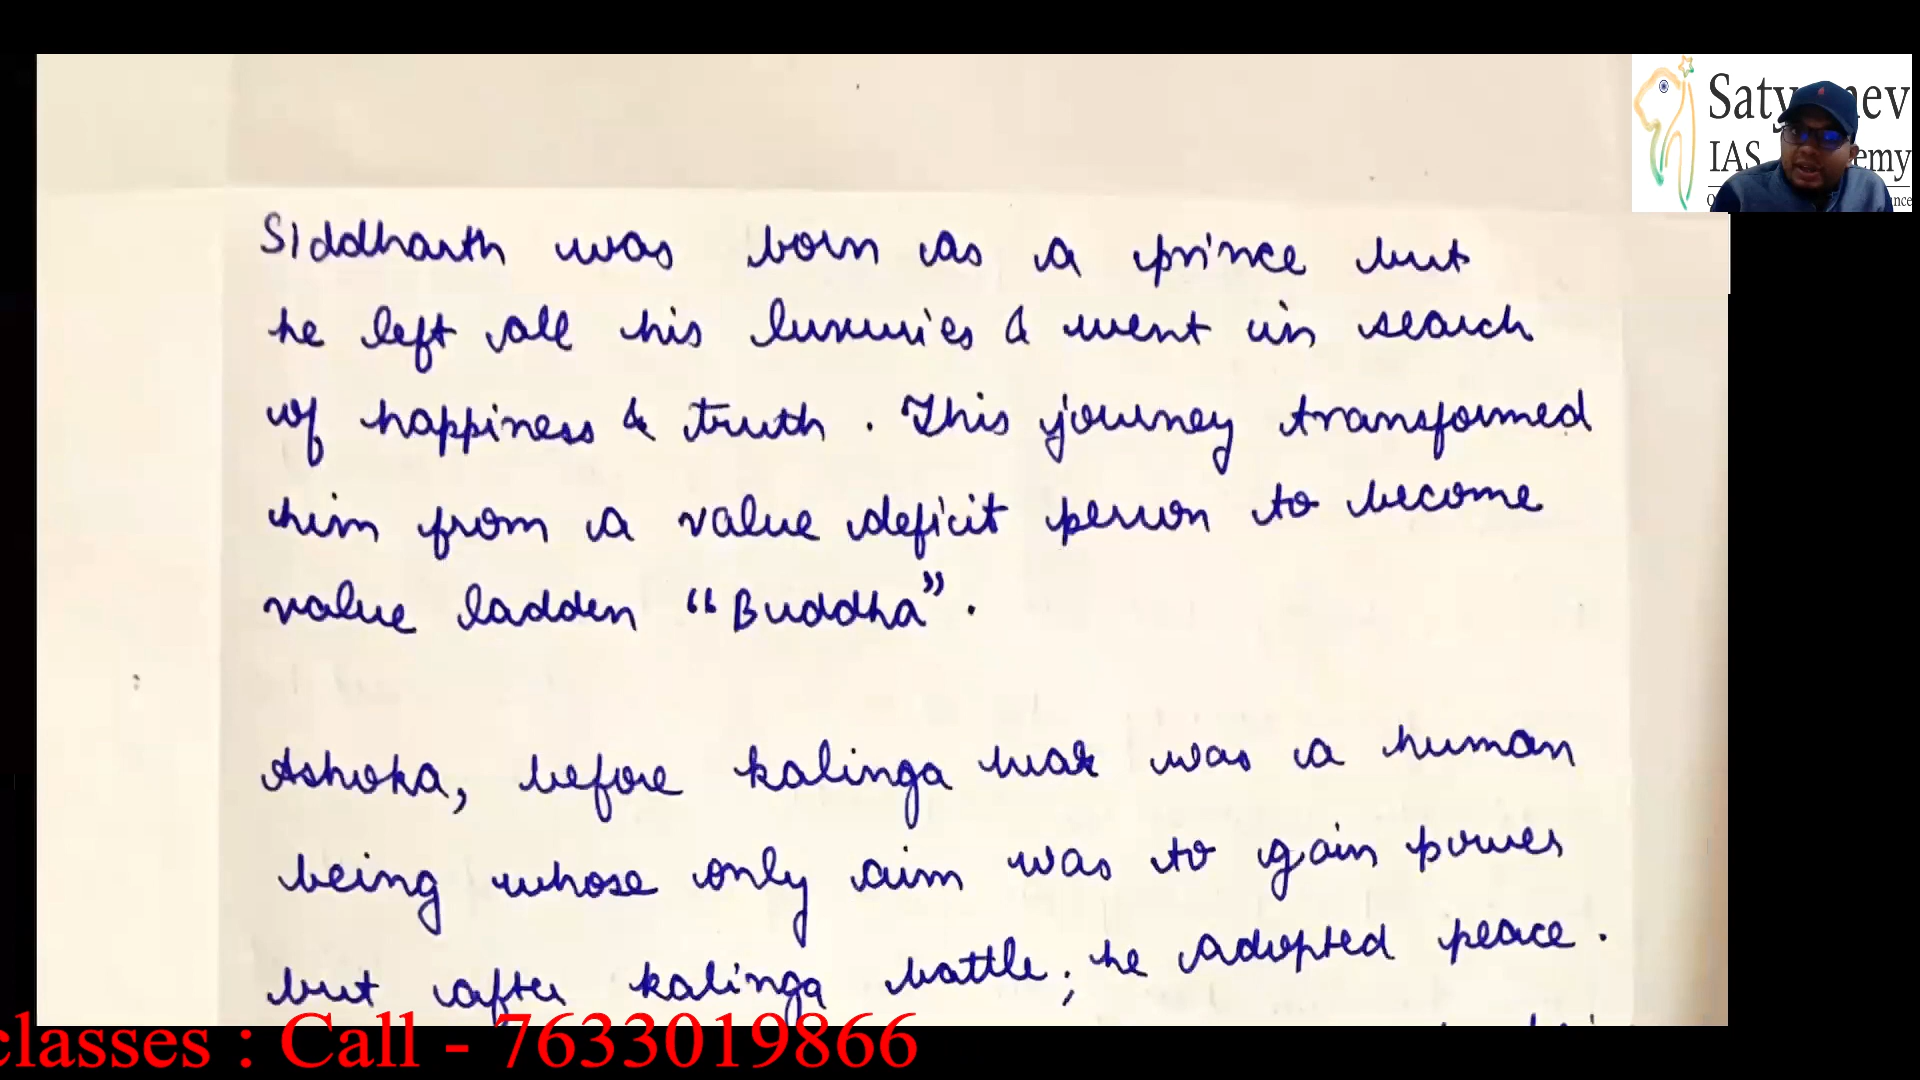 Saty ev
IAS emy
Siddharth was born as a prince but
he left all his luxuries & went in search
of happiness & truth. This journey transformed
him from a value deficit person to become
value ladden "Buddha".
Ashoka, before kalinga war was a human
being whose only aim was to gain power
but after kalinga battle; he adopted peace.
classes : Call - 7633019866